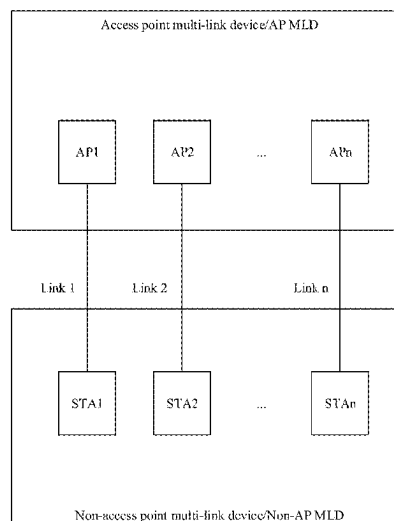 Access point multi-link device/AP MLD
AP1 AP2 ... APn
Link 1 Link 2 Link n
STA1 STA2 ... STAn
Non-access point multi-link device/Non-AP MLD